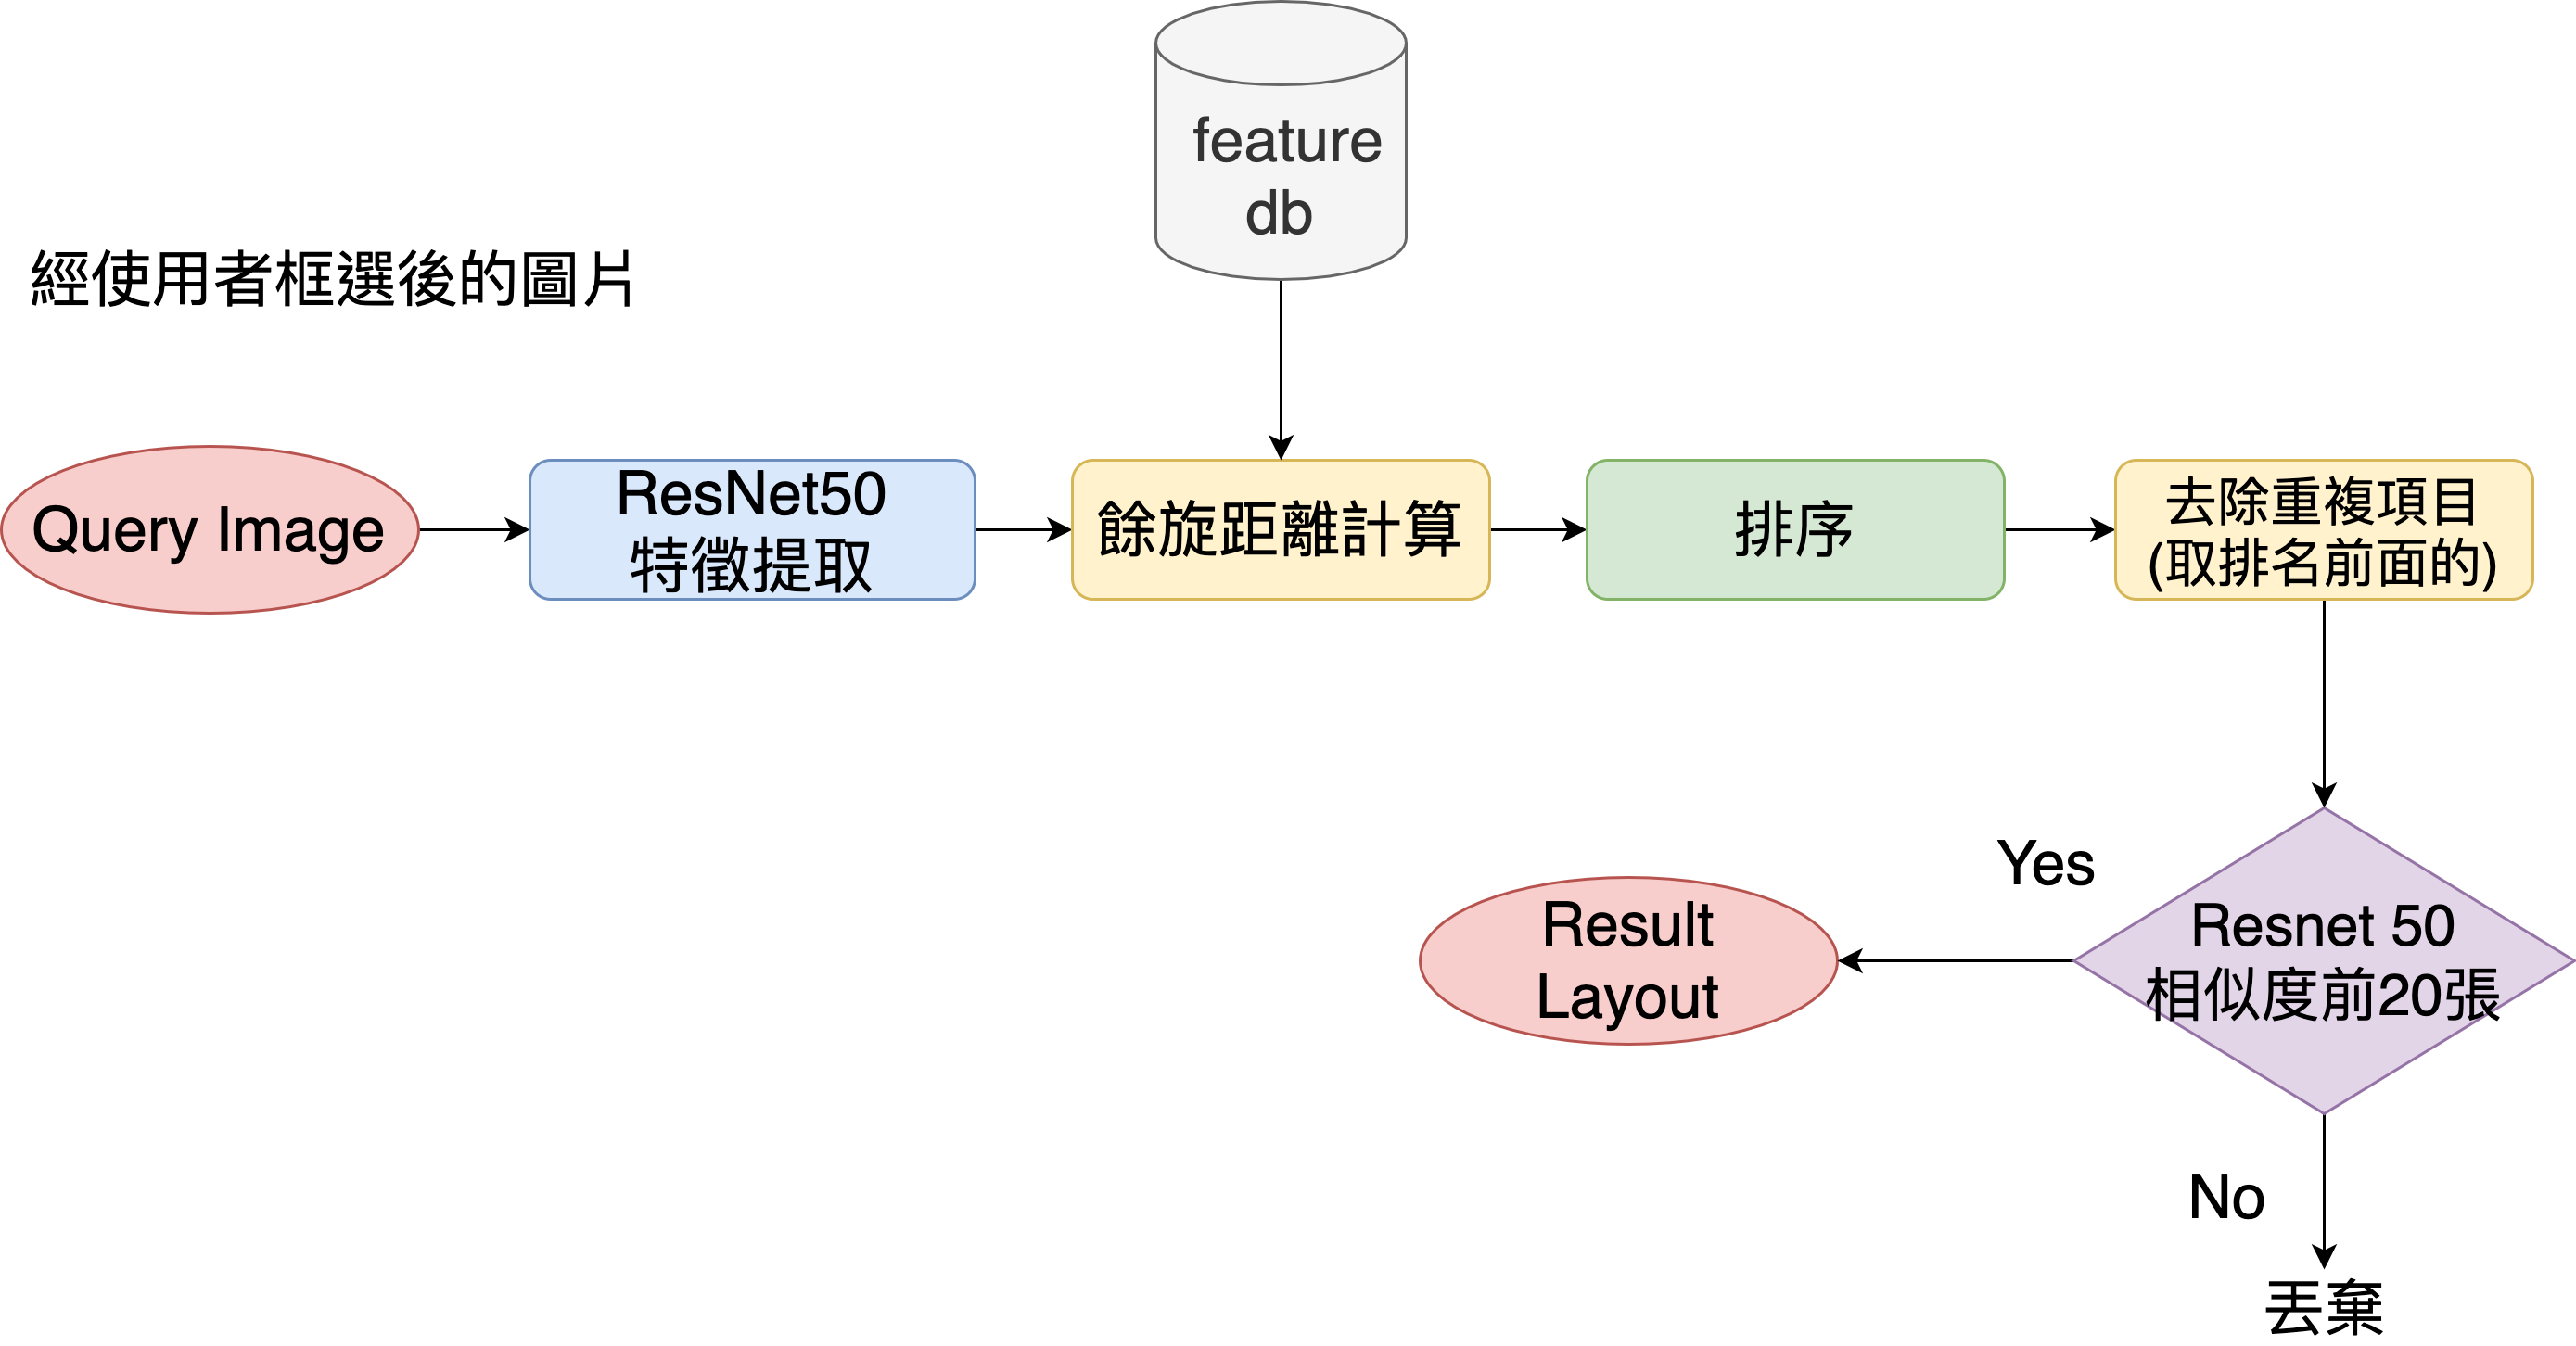 feature
db
經使用者框選後的圖片
Query Image
ResNet50
特徵提取
餘旋距離計算
排序
去除重複項目
(取排名前面的)
Yes
Resnet 50
相似度前20張
Result
Layout
No
丟棄